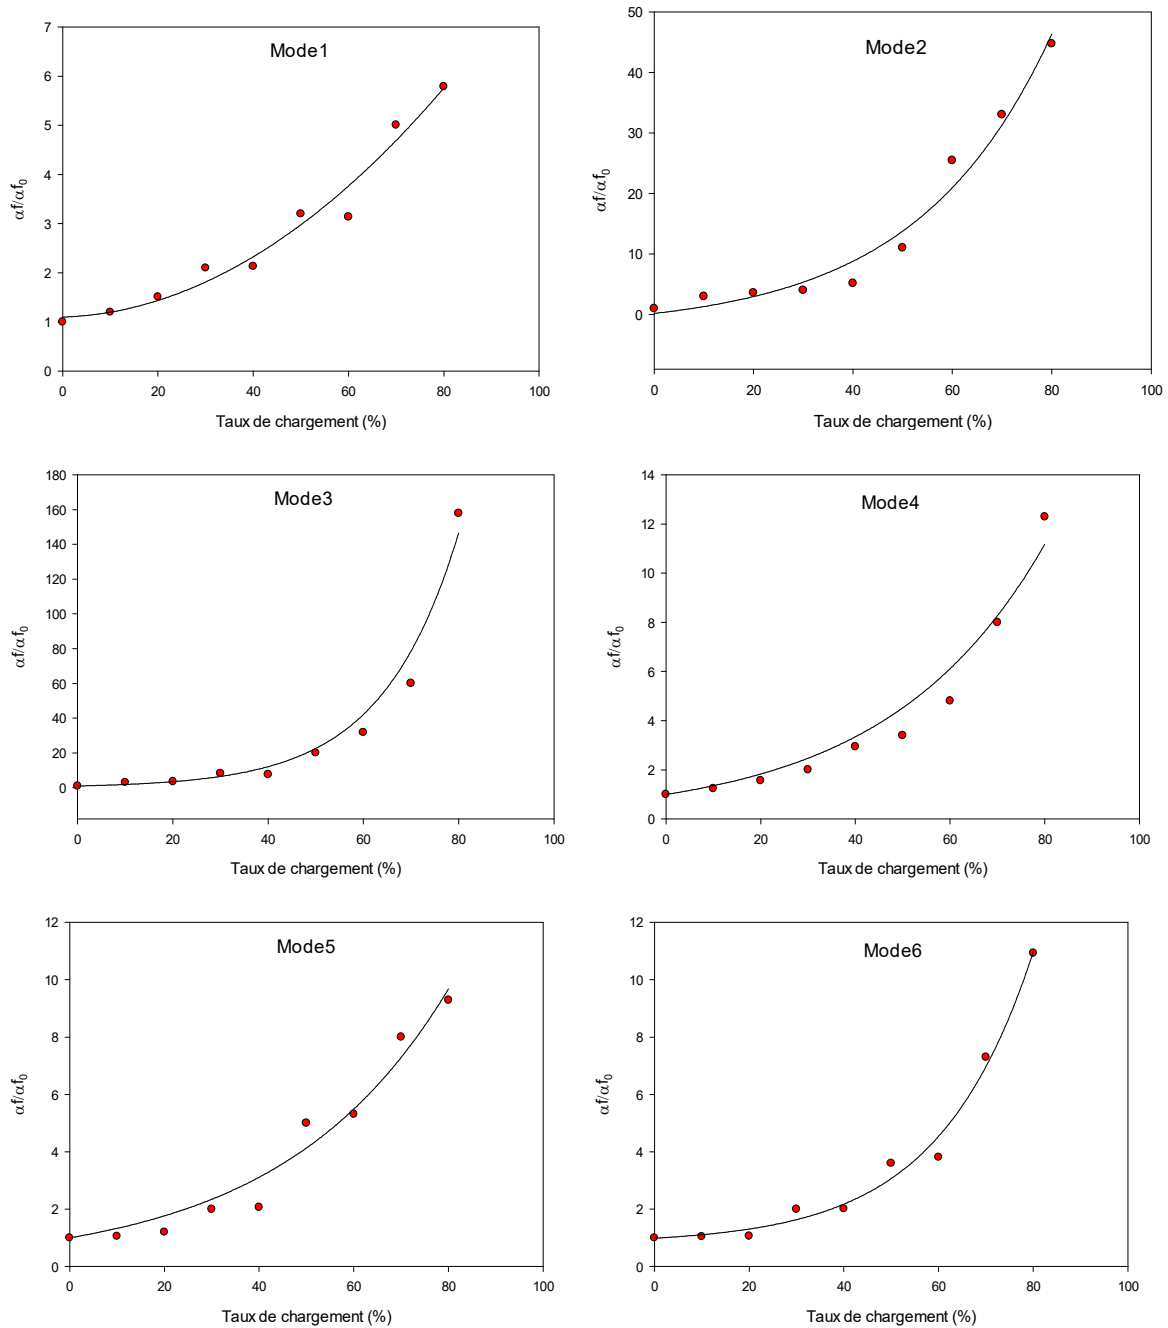 Mode1
7
6
5
4
3
2
1
0
αf/αf₀
0 20 40 60 80 100
Taux de chargement (%)
Mode2
50
40
30
20
10
0
αf/αf₀
0 20 40 60 80 100
Taux de chargement (%)
Mode3
180
160
140
120
100
80
60
40
20
0
αf/αf₀
0 20 40 60 80 100
Taux de chargement (%)
Mode4
14
12
10
8
6
4
2
0
αf/αf₀
0 20 40 60 80 100
Taux de chargement (%)
Mode5
12
10
8
6
4
2
0
αf/αf₀
0 20 40 60 80 100
Taux de chargement (%)
Mode6
12
10
8
6
4
2
0
αf/αf₀
0 20 40 60 80 100
Taux de chargement (%)